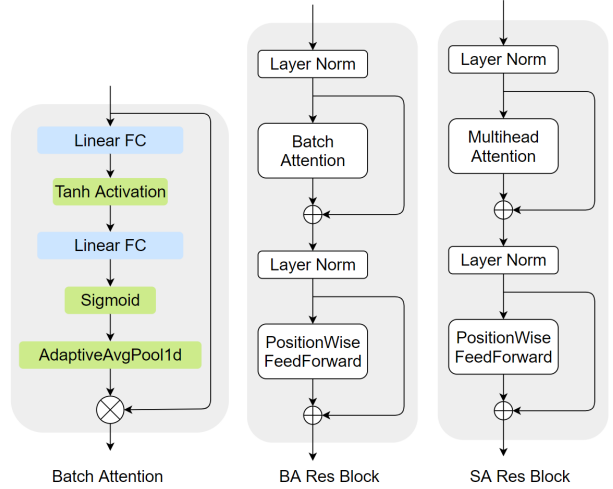 Linear FC
Tanh Activation
Linear FC
Sigmoid
AdaptiveAvgPool1d
Batch Attention
Layer Norm
Batch
Attention
Layer Norm
PositionWise
FeedForward
BA Res Block
Layer Norm
Multihead
Attention
Layer Norm
PositionWise
FeedForward
SA Res Block